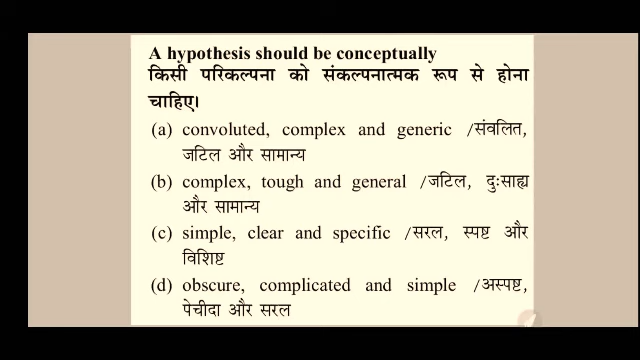 A hypothesis should be conceptually
किसी परिकल्पना को संकल्पनात्मक रूप से होना
चाहिए।
(a) convoluted, complex and generic /संवलित,
जटिल और सामान्य
(b) complex, tough and general /जटिल, दुःसाह्य
और सामान्य
(c) simple, clear and specific /सरल, स्पष्ट और
विशिष्ट
(d) obscure, complicated and simple /अस्पष्ट,
पेचीदा और सरल